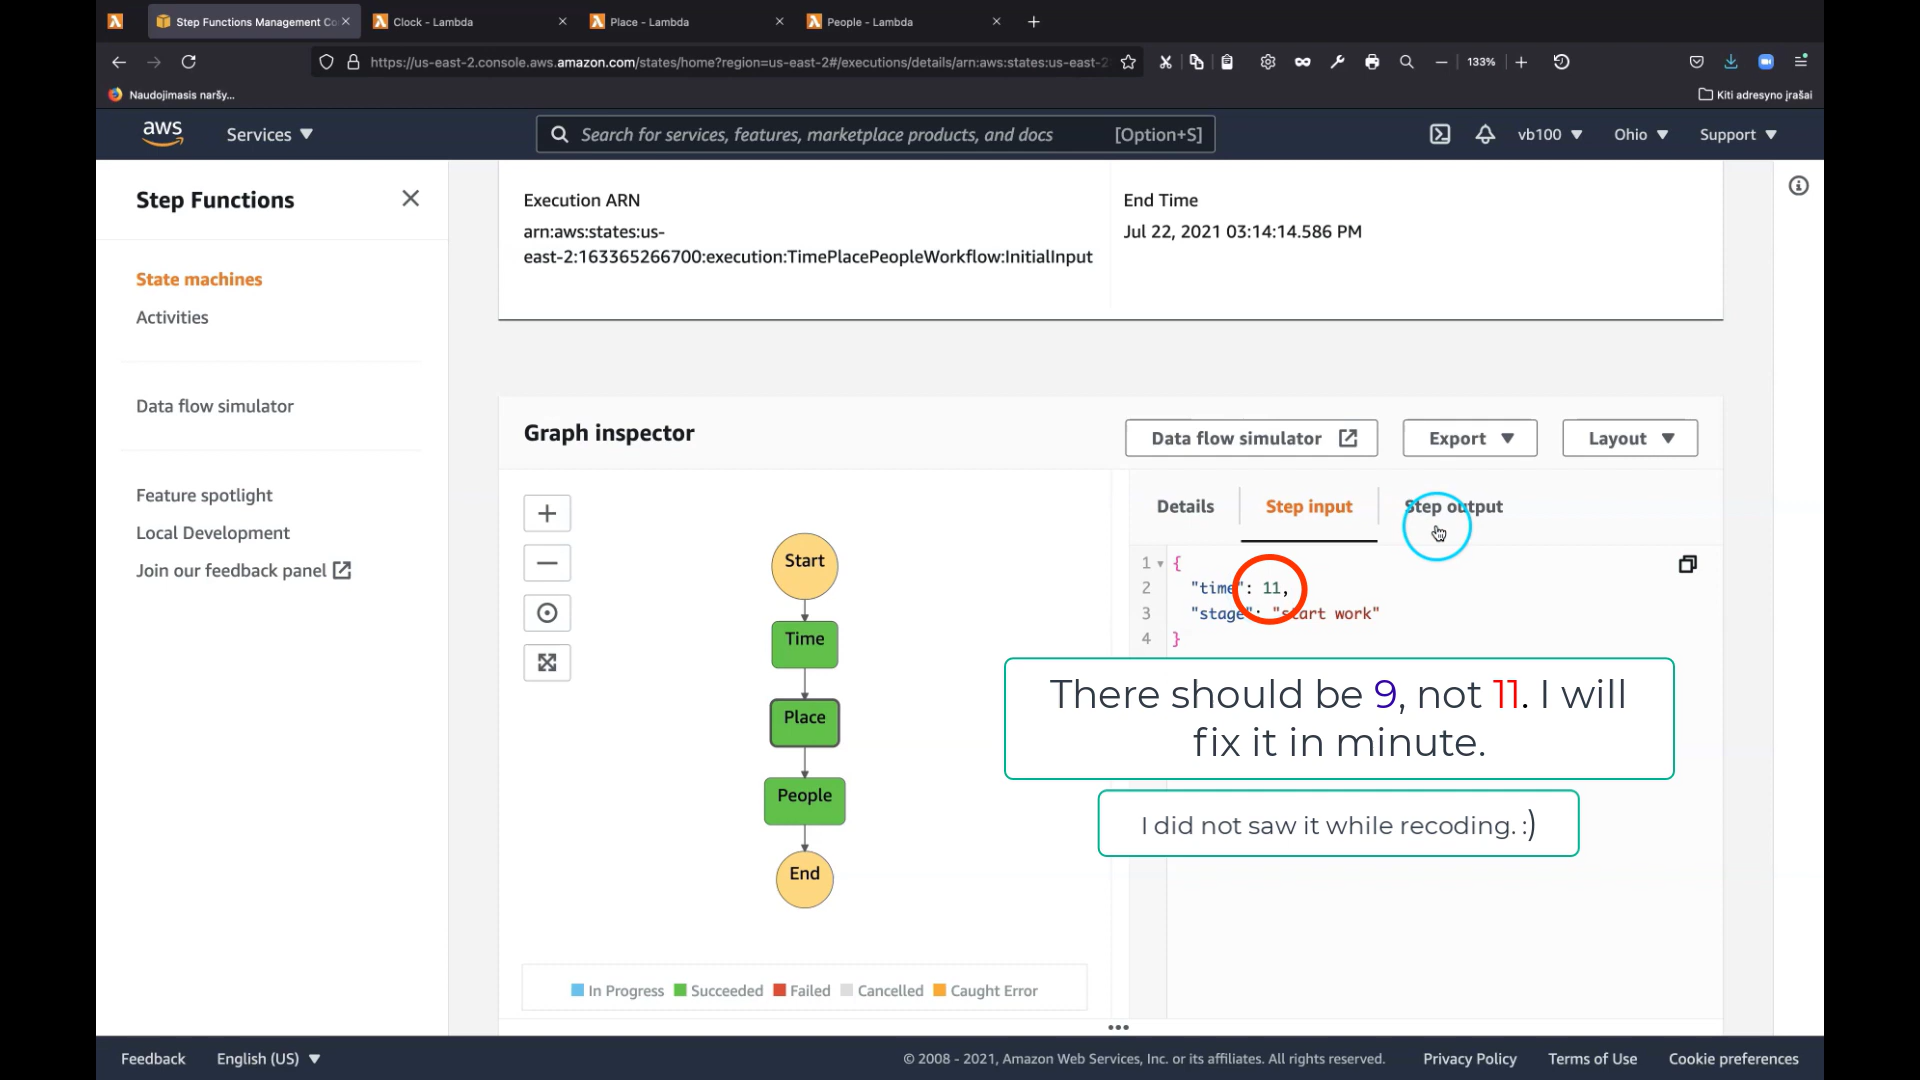 Step Functions Management Co
Clock - Lambda
Place - Lambda
People - Lambda
https://us-east-2.console.aws.amazon.com/states/home?region=us-east-2#/executions/details/arn:aws:states:us-east-2
133%
Naudojimasis naršy...
Kiti adresyno įrašai
aws
Services
Search for services, features, marketplace products, and docs
[Option+S]
vb100
Ohio
Support
Step Functions
State machines
Activities
Data flow simulator
Feature spotlight
Local Development
Join our feedback panel
Execution ARN
arn:aws:states:us-
east-2:163365266700:execution:TimePlacePeopleWorkflow:InitialInput
End Time
Jul 22, 2021 03:14:14.586 PM
Graph inspector
Data flow simulator
Export
Layout
Start
Time
Place
People
End
In Progress
Succeeded
Failed
Cancelled
Caught Error
Details
Step input
Step output
1 {
2 "time": 11,
3 "stage": "start work"
4 }
There should be 9, not 11. I will
fix it in minute.
I did not saw it while recoding. :)
Feedback
English (US)
© 2008 - 2021, Amazon Web Services, Inc. or its affiliates. All rights reserved.
Privacy Policy
Terms of Use
Cookie preferences